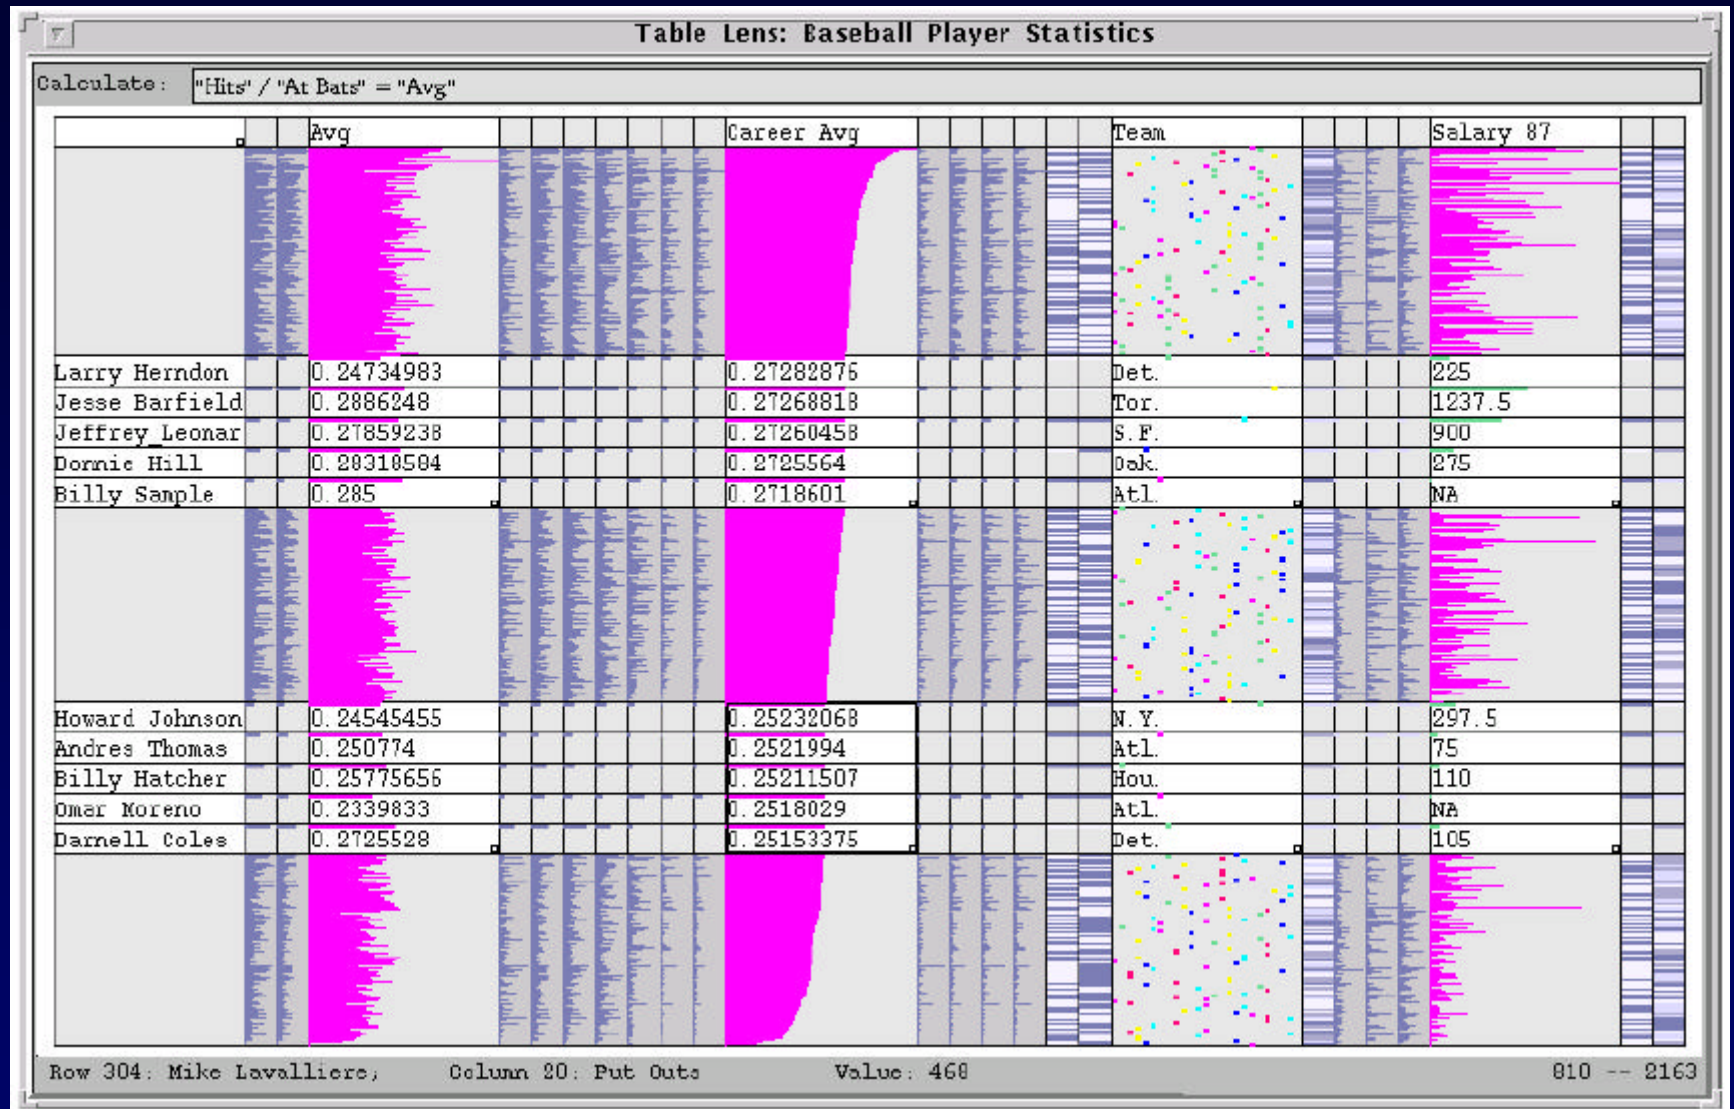 Table Lens: Baseball Player Statistics
Calculate: "Hits" / "At Bats" = "Avg"
Avg Career Avg Team Salary 87
Larry Herndon 0.24734983 0.27282876 Det. 225
Jesse Barfield 0.2886248 0.27268818 Tor. 1237.5
Jeffrey_Leonar 0.27859238 0.27260458 S.F. 900
Donnie Hill 0.28318584 0.2725564 Oak. 275
Billy Sample 0.285 0.2718601 Atl. NA
Howard Johnson 0.24545455 0.25232068 N.Y. 297.5
Andres Thomas 0.250774 0.2521994 Atl. 75
Billy Hatcher 0.25775656 0.25211507 Hou. 110
Omar Moreno 0.2339833 0.2518029 Atl. NA
Darnell Coles 0.2725528 0.25153375 Det. 105
Row 304: Mike Lavalliere, Column 20: Put Outs Value: 468 810 -- 2163